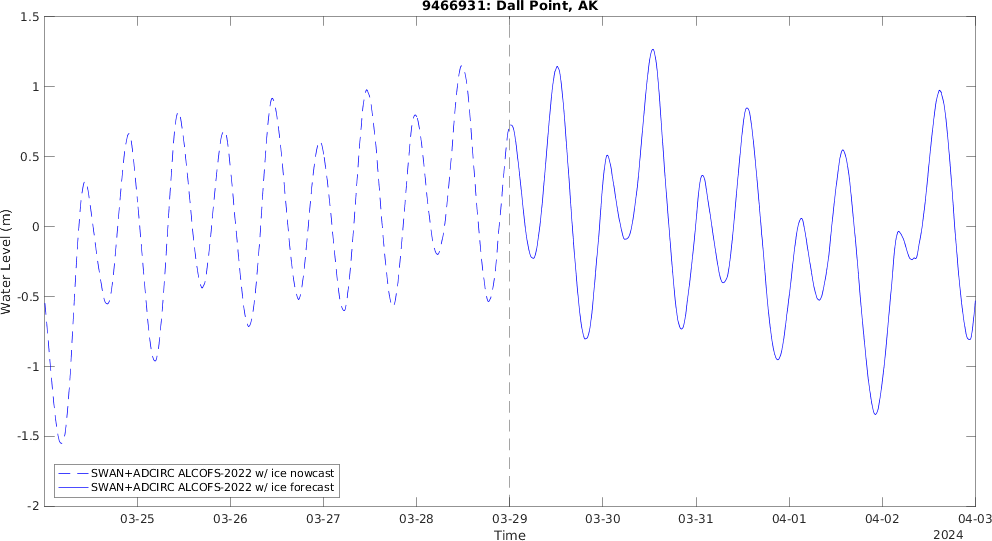 9466931: Dall Point, AK
1.5
1
0.5
0
-0.5
-1
-1.5
-2
Water Level (m)
SWAN+ADCIRC ALCOFS-2022 w/ ice nowcast
SWAN+ADCIRC ALCOFS-2022 w/ ice forecast
03-25 03-26 03-27 03-28 03-29 03-30 03-31 04-01 04-02 04-03
Time
2024